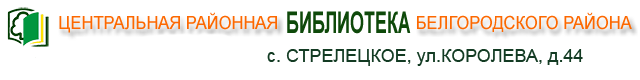 ЦЕНТРАЛЬНАЯ РАЙОННАЯ БИБЛИОТЕКА БЕЛГОРОДСКОГО РАЙОНА
с. СТРЕЛЕЦКОЕ, ул.КОРОЛЕВА, д.44